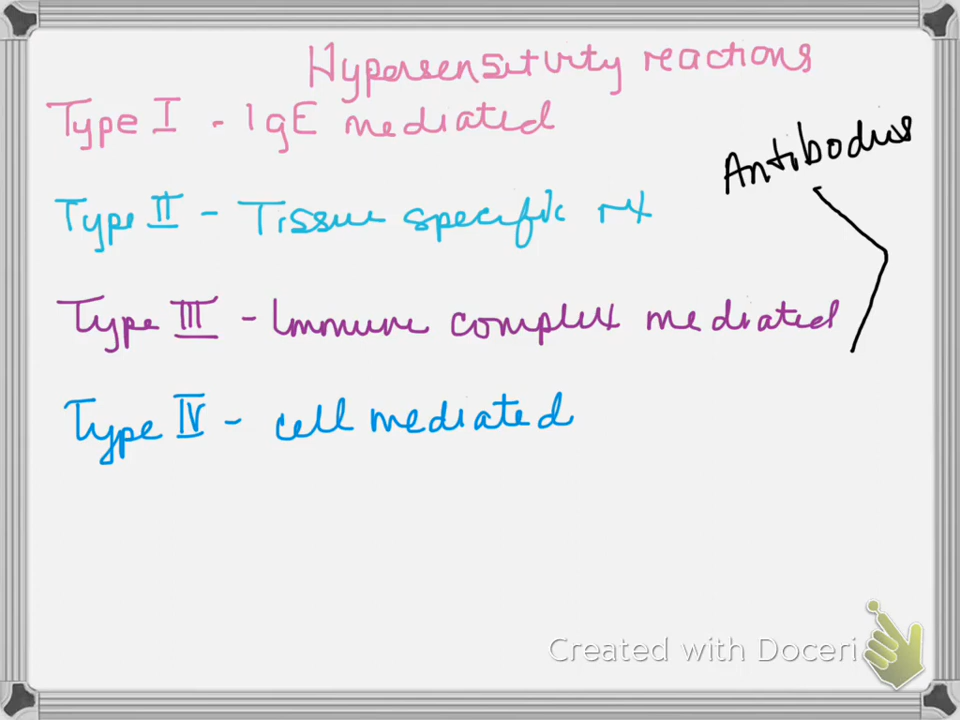 Hypersensitivity reactions
Type I - IgE mediated
Antibodies
Type II - Tissue specific rx
Type III - Immune complex mediated
Type IV - cell mediated
Created with Doceri